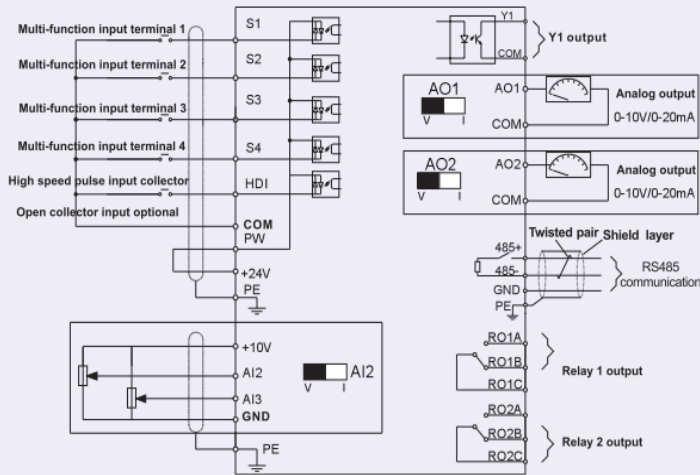 Multi-function input terminal 1
S1
Multi-function input terminal 2
S2
Multi-function input terminal 3
S3
Multi-function input terminal 4
S4
High speed pulse input collector
HDI
Open collector input optional
COM
PW
+24V
PE
+10V
AI2
AI3
GND
AI2
V I
PE
Y1
COM
Y1 output
AO1
V I
AO1
COM
Analog output
0-10V/0-20mA
AO2
V I
AO2
COM
Analog output
0-10V/0-20mA
Twisted pair
Shield layer
485+
485-
GND
PE
RS485
communication
RO1A
RO1B
RO1C
Relay 1 output
RO2A
RO2B
RO2C
Relay 2 output